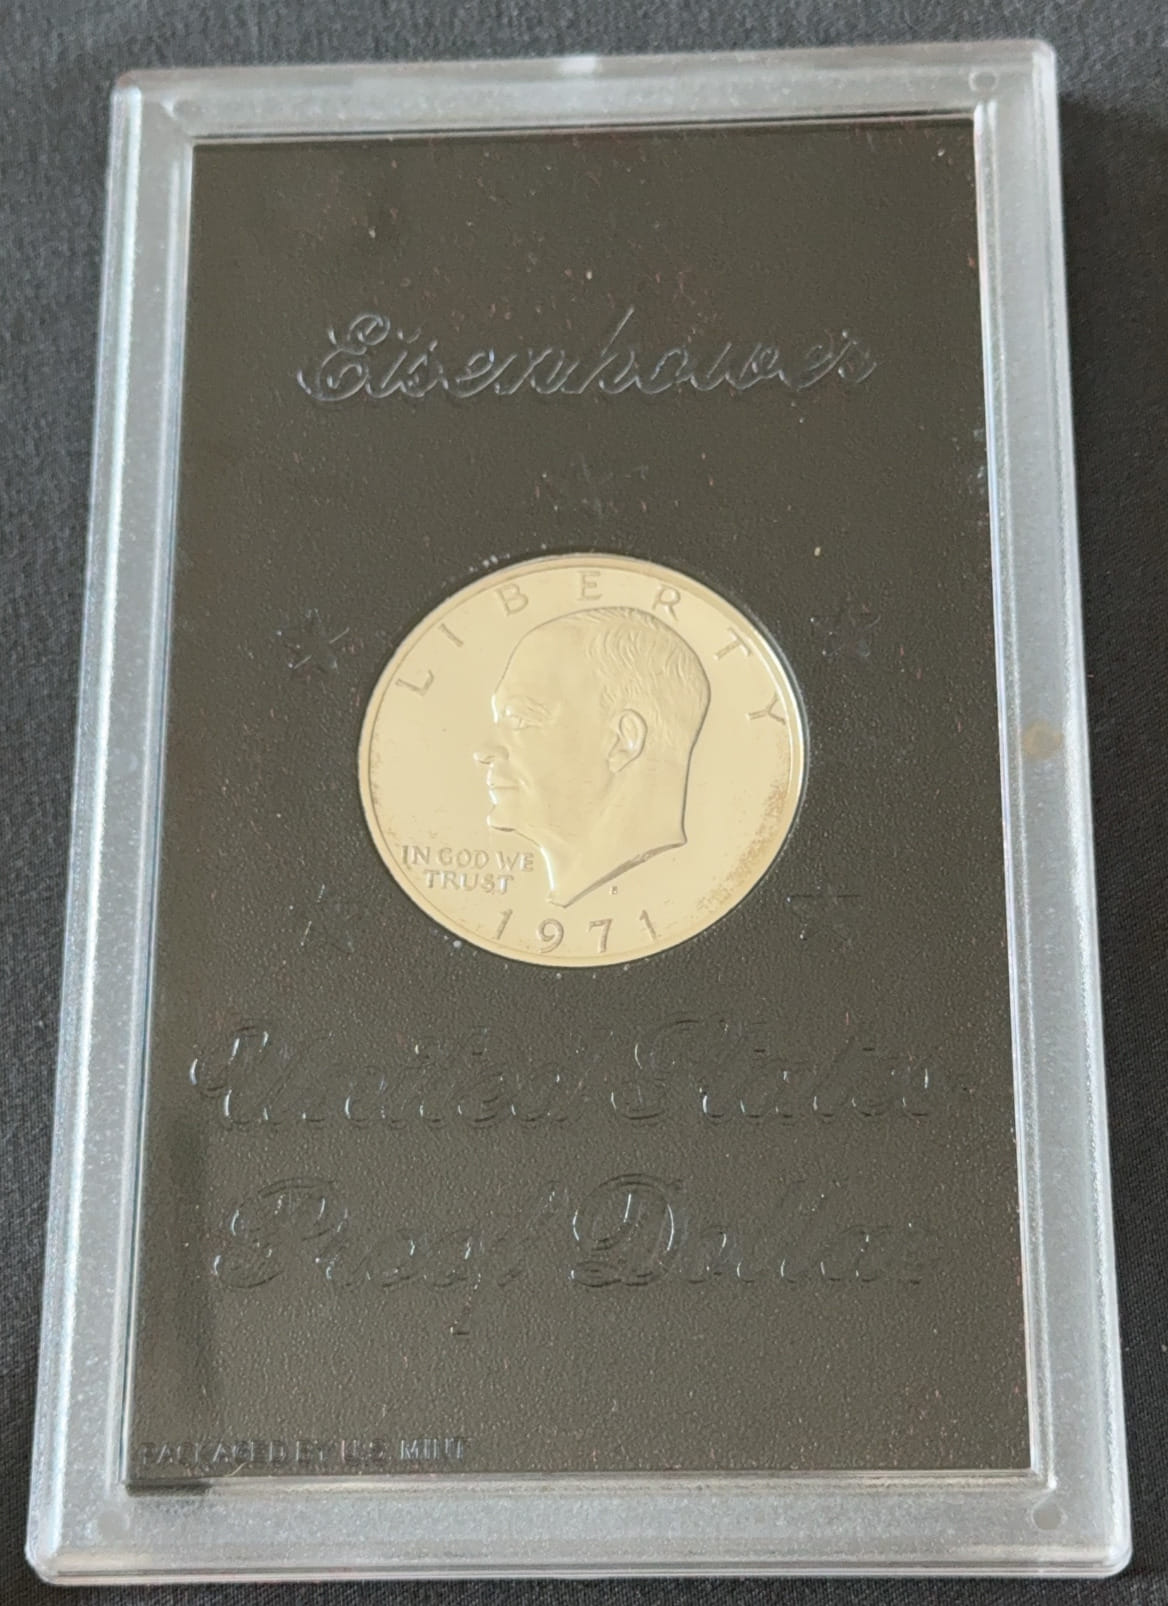 Eisenhower
LIBERTY
IN GOD WE
TRUST
S
1971
United States
Proof Dollar
PACKAGED BY U.S. MINT